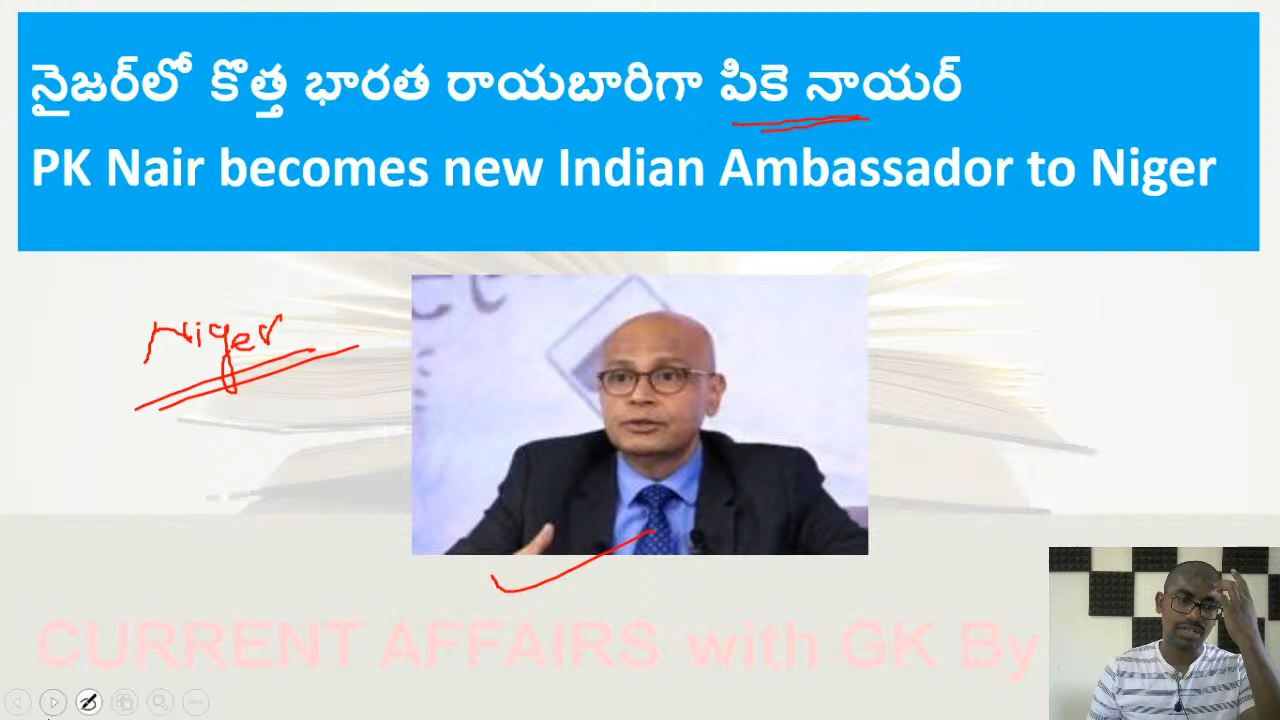 నైజర్‌లో కొత్త భారత రాయబారిగా పికె నాయర్
PK Nair becomes new Indian Ambassador to Niger
Niger
CURRENT AFFAIRS with GK By